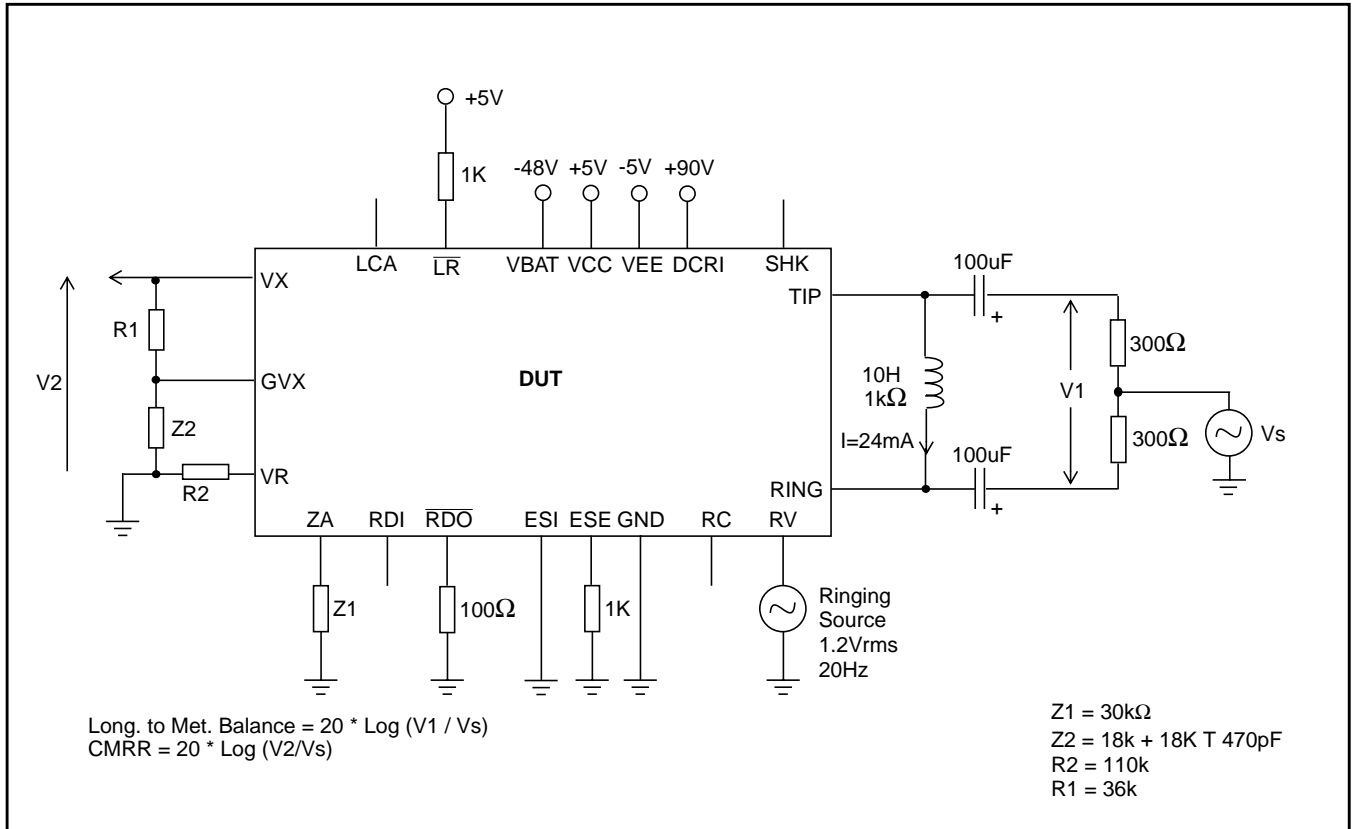 +5V
1K
-48V +5V -5V +90V
LCA LR VBAT VCC VEE DCRI SHK
VX
TIP
100uF
+
R1
300Ω
V2
GVX
DUT
10H
1kΩ
V1
Z2
I=24mA
300Ω
Vs
100uF
VR
R2
RING
+
ZA RDI RDO ESI ESE GND RC RV
Z1
100Ω
1K
Ringing
Source
1.2Vrms
20Hz
Long. to Met. Balance = 20 * Log (V1 / Vs)
CMRR = 20 * Log (V2/Vs)
Z1 = 30kΩ
Z2 = 18k + 18K T 470pF
R2 = 110k
R1 = 36k